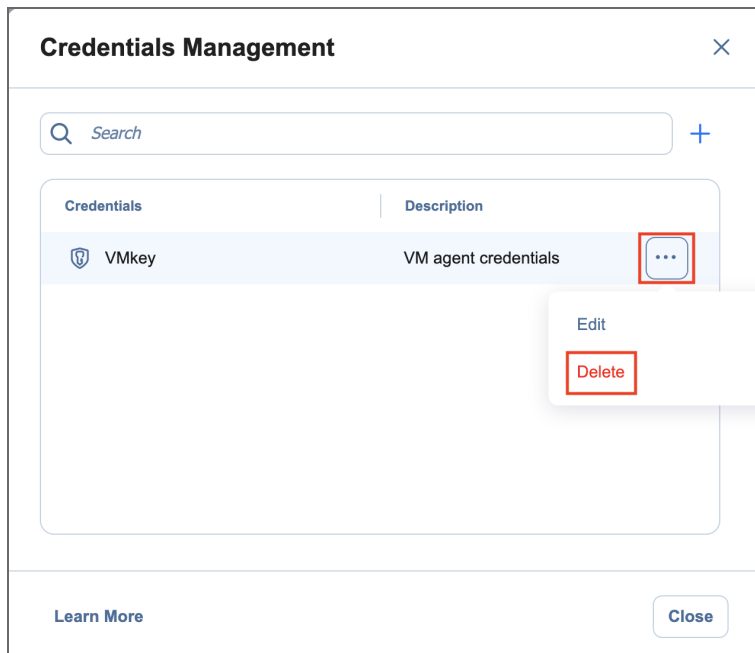 Credentials Management
Search
Credentials Description
VMkey VM agent credentials
Edit
Delete
Learn More Close